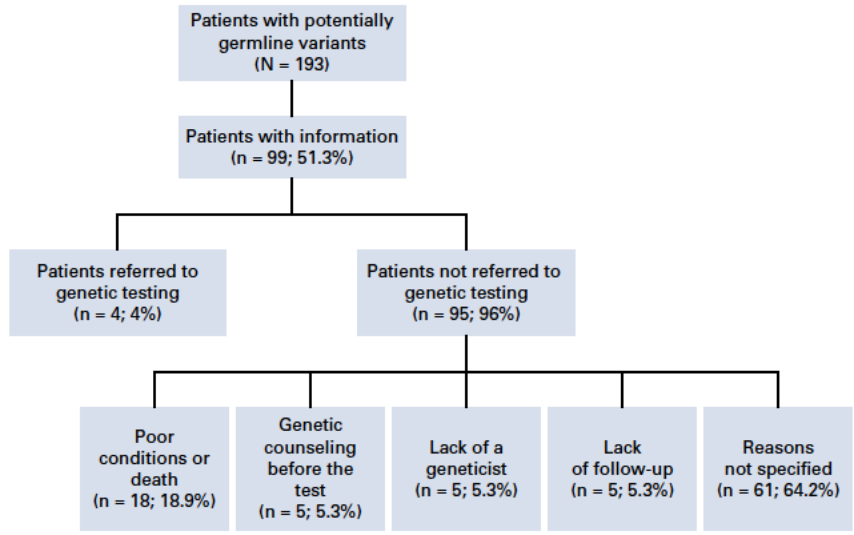 Patients with potentially
germline variants
(N = 193)
Patients with information
(n = 99; 51.3%)
Patients referred to
genetic testing
(n = 4; 4%)
Patients not referred to
genetic testing
(n = 95; 96%)
Poor
conditions or
death
(n = 18; 18.9%)
Genetic
counseling
before the
test
(n = 5; 5.3%)
Lack of a
geneticist
(n = 5; 5.3%)
Lack
of follow-up
(n = 5; 5.3%)
Reasons
not specified
(n = 61; 64.2%)